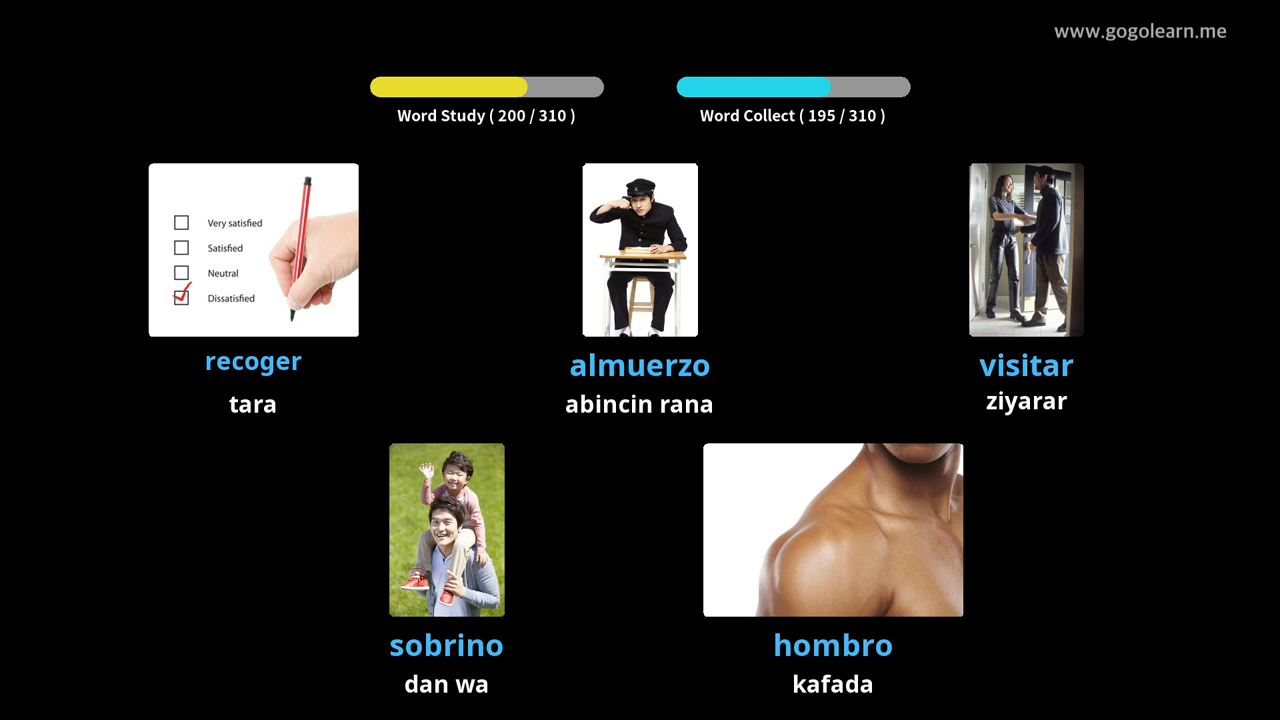 www.gogolearn.me
Word Study ( 200 / 310 )
Word Collect ( 195 / 310 )
Very satisfied
Satisfied
Neutral
Dissatisfied
recoger
tara
almuerzo
abincin rana
visitar
ziyarar
sobrino
dan wa
hombro
kafada